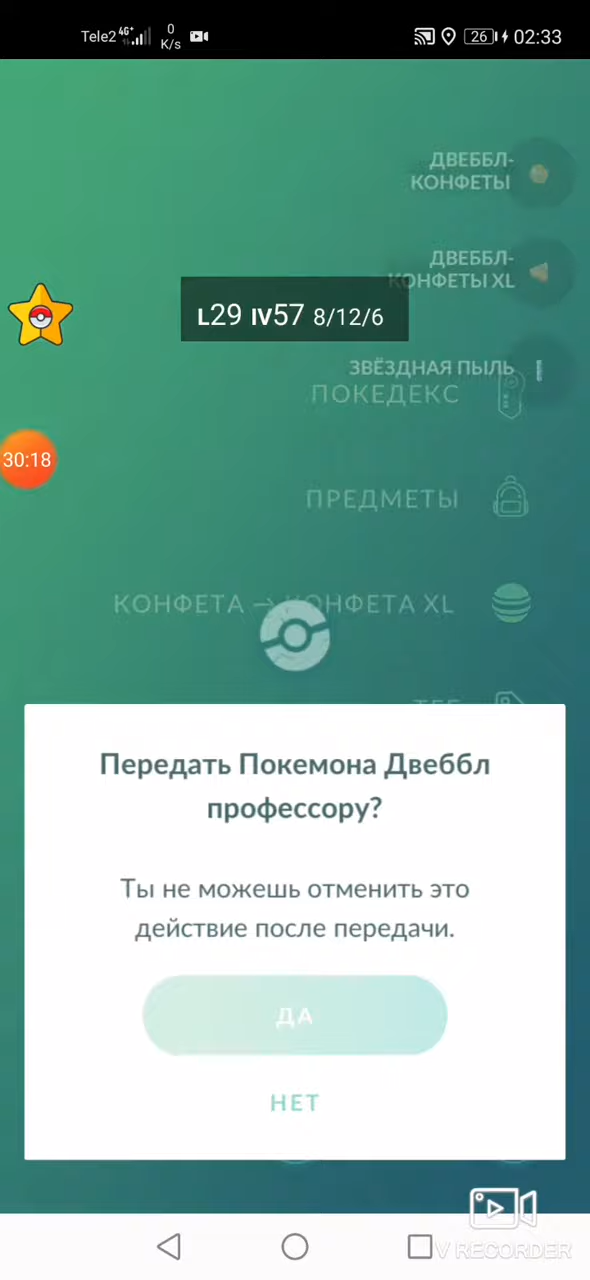 Tele2 4G+ 0 K/s 26 02:33
ДВЕББЛ-
КОНФЕТЫ
ДВЕББЛ-
КОНФЕТЫ XL
L29 IV57 8/12/6
ЗВЁЗДНАЯ ПЫЛЬ
ПОКЕДЕКС
30:18
ПРЕДМЕТЫ
КОНФЕТА → КОНФЕТА XL
Передать Покемона Двеббл
профессору?
Ты не можешь отменить это
действие после передачи.
ДА
НЕТ
V RECORDER